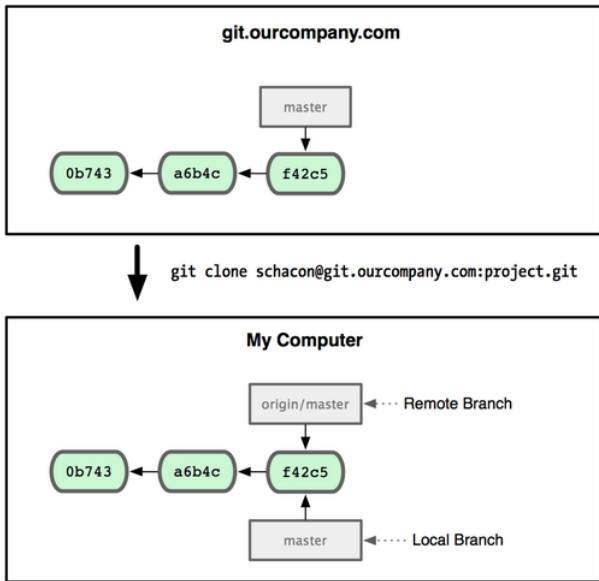 git.ourcompany.com
master
0b743 a6b4c f42c5
git clone schacon@git.ourcompany.com:project.git
My Computer
origin/master Remote Branch
0b743 a6b4c f42c5
master Local Branch